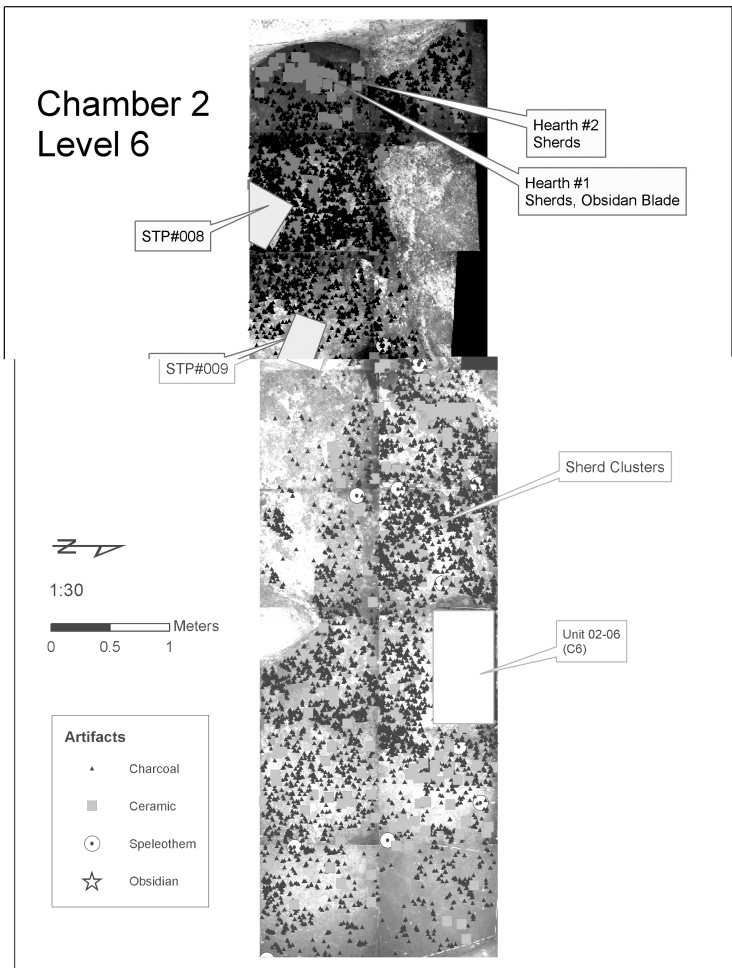 Chamber 2
Level 6
Hearth #2
Sherds
Hearth #1
Sherds, Obsidan Blade
STP#008
STP#009
Sherd Clusters
N
1:30
Meters
0 0.5 1
Unit 02-06
(C6)
Artifacts
Charcoal
Ceramic
Speleothem
Obsidian